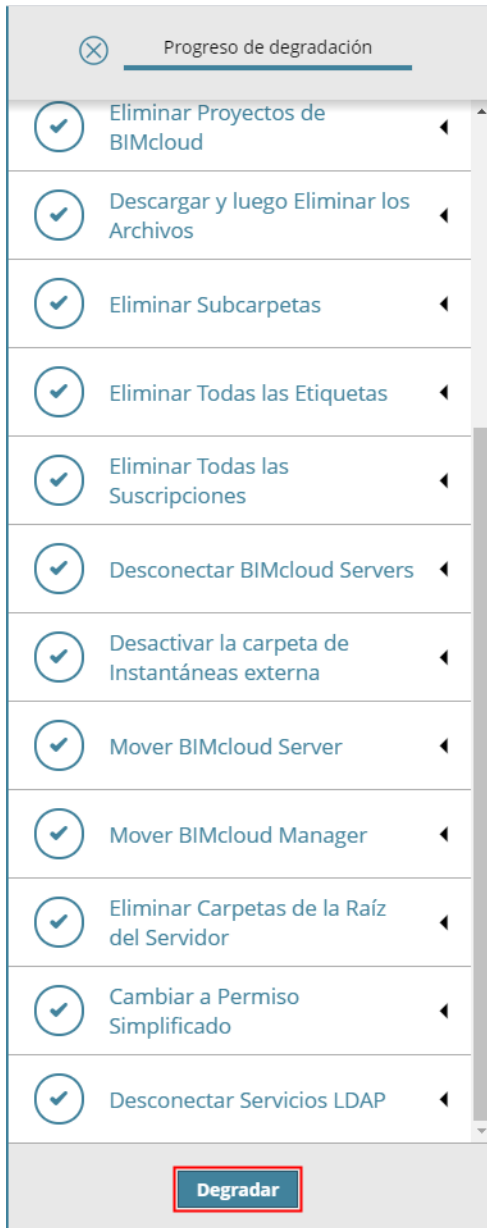 Progreso de degradación
Eliminar Proyectos de
BIMcloud
Descargar y luego Eliminar los
Archivos
Eliminar Subcarpetas
Eliminar Todas las Etiquetas
Eliminar Todas las
Suscripciones
Desconectar BIMcloud Servers
Desactivar la carpeta de
Instantáneas externa
Mover BIMcloud Server
Mover BIMcloud Manager
Eliminar Carpetas de la Raíz
del Servidor
Cambiar a Permiso
Simplificado
Desconectar Servicios LDAP
Degradar